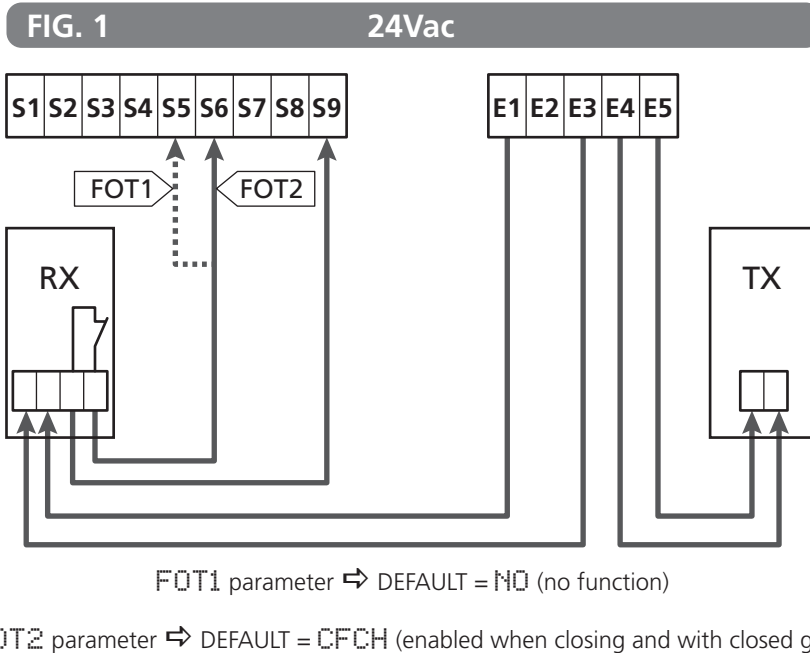 FIG. 1 24Vac
S1 S2 S3 S4 S5 S6 S7 S8 S9 E1 E2 E3 E4 E5
FOT1 FOT2
RX TX
FOT1 parameter ⇨ DEFAULT = NO (no function)
OT2 parameter ⇨ DEFAULT = CFCH (enabled when closing and with closed g